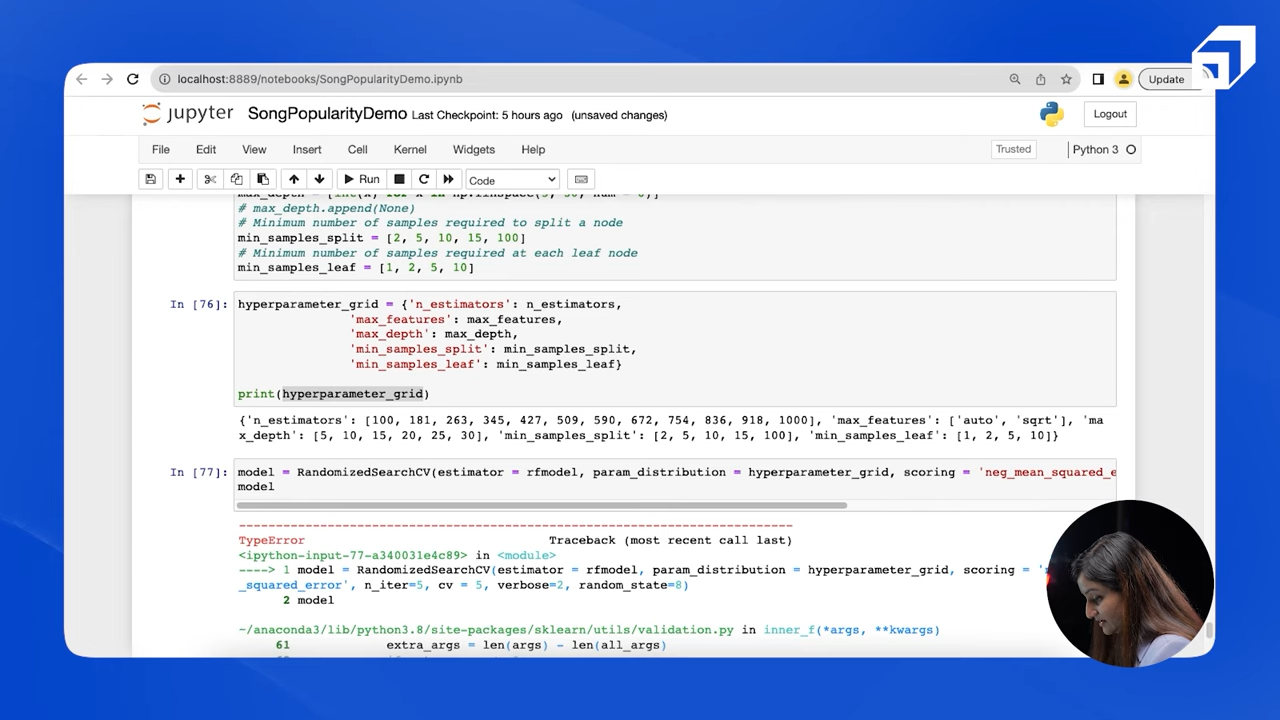 localhost:8889/notebooks/SongPopularityDemo.ipynb
Update
jupyter SongPopularityDemo Last Checkpoint: 5 hours ago (unsaved changes)
Logout
File Edit View Insert Cell Kernel Widgets Help
Trusted
Python 3
Run
Code
# max_depth.append(None)
# Minimum number of samples required to split a node
min_samples_split = [2, 5, 10, 15, 100]
# Minimum number of samples required at each leaf node
min_samples_leaf = [1, 2, 5, 10]
In [76]: hyperparameter_grid = {'n_estimators': n_estimators,
'max_features': max_features,
'max_depth': max_depth,
'min_samples_split': min_samples_split,
'min_samples_leaf': min_samples_leaf}
print(hyperparameter_grid)
{'n_estimators': [100, 181, 263, 345, 427, 509, 590, 672, 754, 836, 918, 1000], 'max_features': ['auto', 'sqrt'], 'ma
x_depth': [5, 10, 15, 20, 25, 30], 'min_samples_split': [2, 5, 10, 15, 100], 'min_samples_leaf': [1, 2, 5, 10]}
In [77]: model = RandomizedSearchCV(estimator = rfmodel, param_distribution = hyperparameter_grid, scoring = 'neg_mean_squared_e
model
---------------------------------------------------------------------------
TypeError Traceback (most recent call last)
<ipython-input-77-a340031e4c89> in <module>
----> 1 model = RandomizedSearchCV(estimator = rfmodel, param_distribution = hyperparameter_grid, scoring =
_squared_error', n_iter=5, cv = 5, verbose=2, random_state=8)
2 model
~/anaconda3/lib/python3.8/site-packages/sklearn/utils/validation.py in inner_f(*args, **kwargs)
61 extra_args = len(args) - len(all_args)